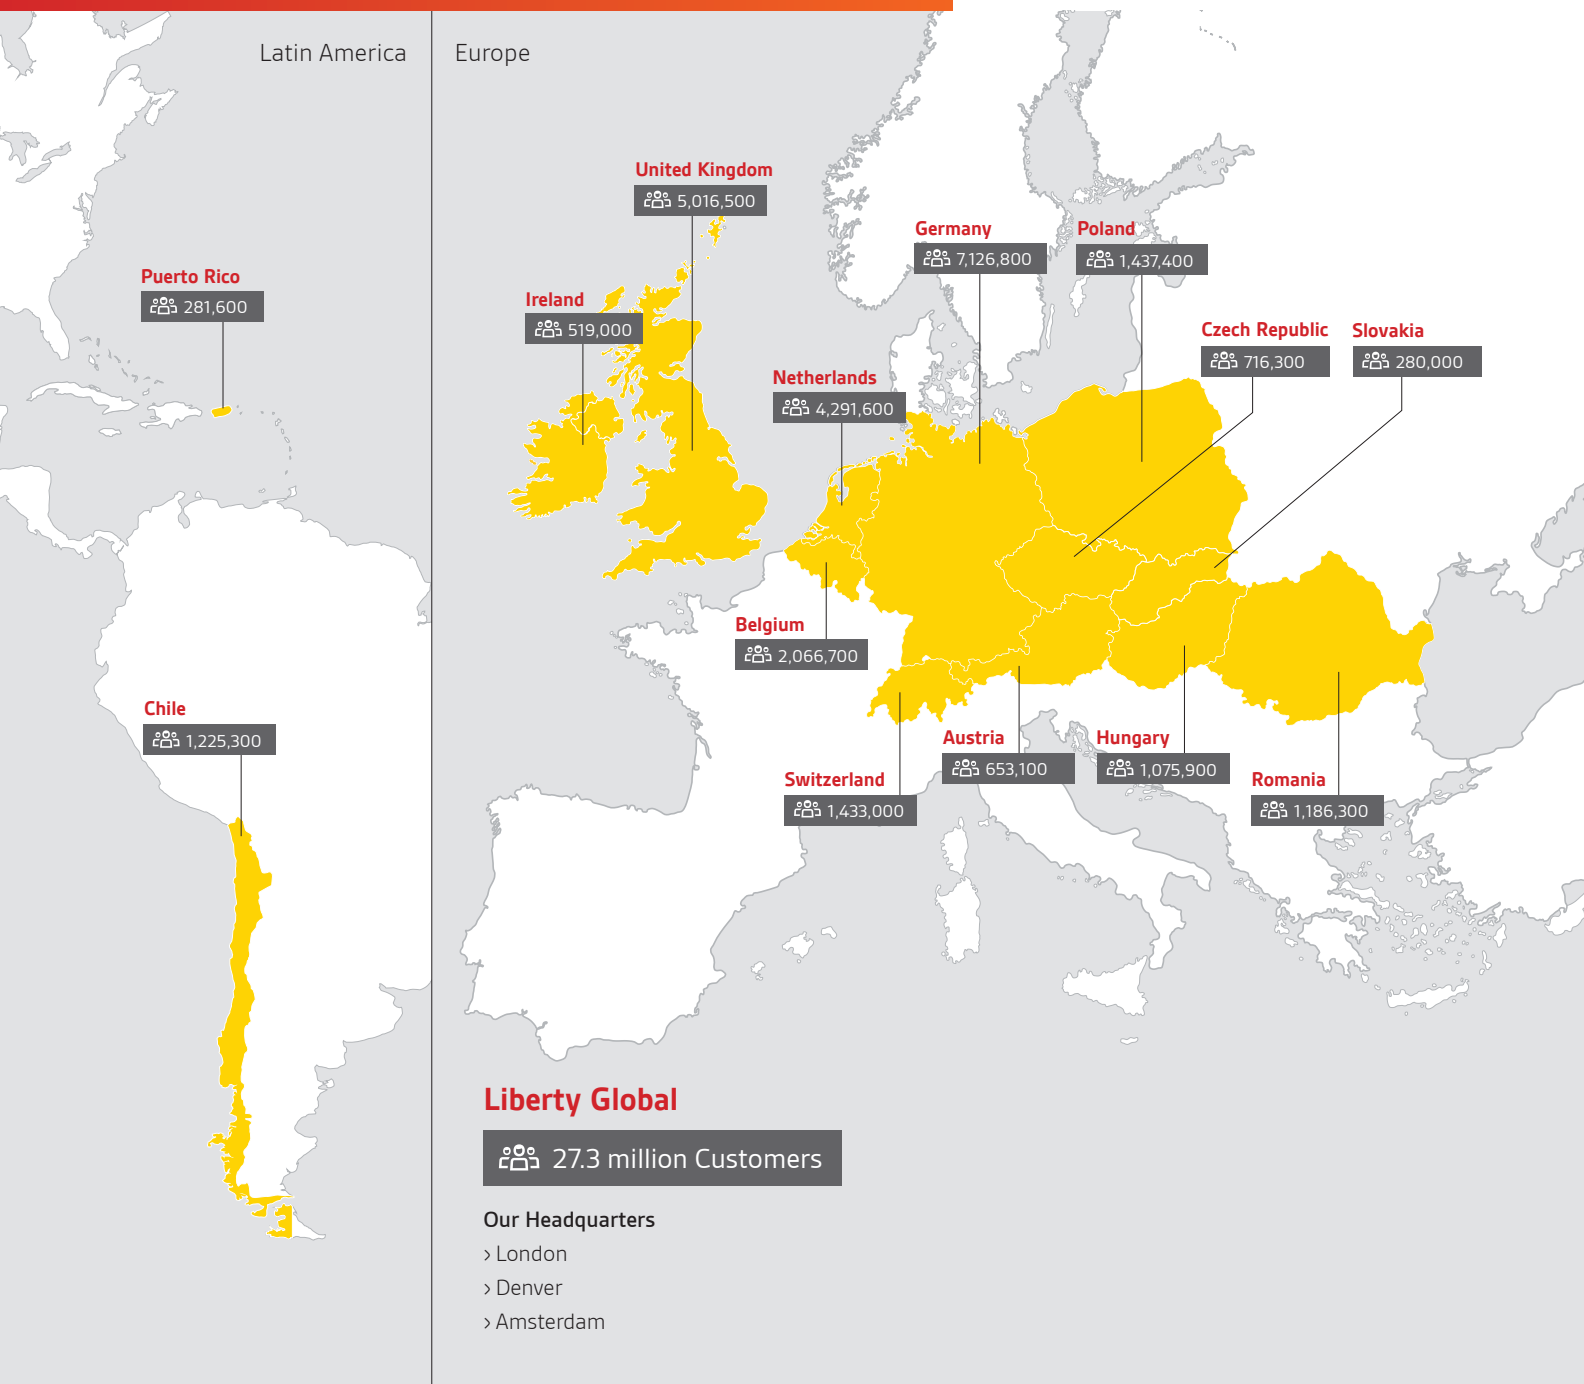 Latin America
Europe
United Kingdom
5,016,500
Germany
7,126,800
Poland
1,437,400
Puerto Rico
281,600
Ireland
519,000
Czech Republic
716,300
Slovakia
280,000
Netherlands
4,291,600
Belgium
2,066,700
Chile
1,225,300
Austria
653,100
Hungary
1,075,900
Switzerland
1,433,000
Romania
1,186,300
Liberty Global
27.3 million Customers
Our Headquarters
› London
› Denver
› Amsterdam